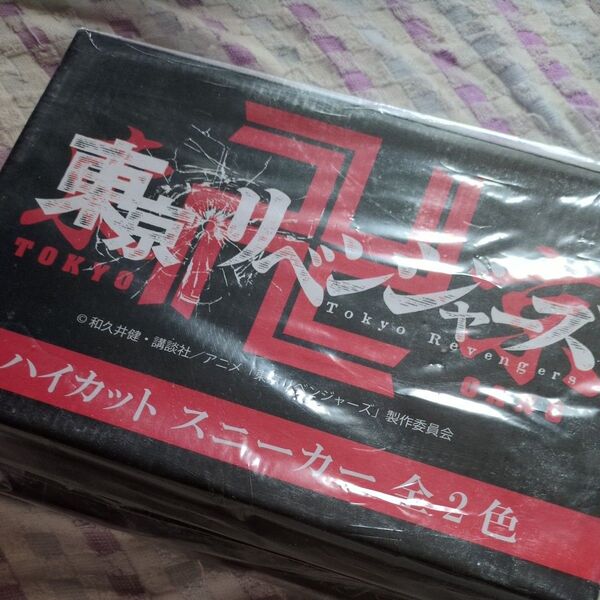 東京リベンジャーズ
TOKYO
Tokyo Revengers
©和久井健・講談社／アニメ「東京リベンジャーズ」製作委員会
ハイカット スニーカー 全2色